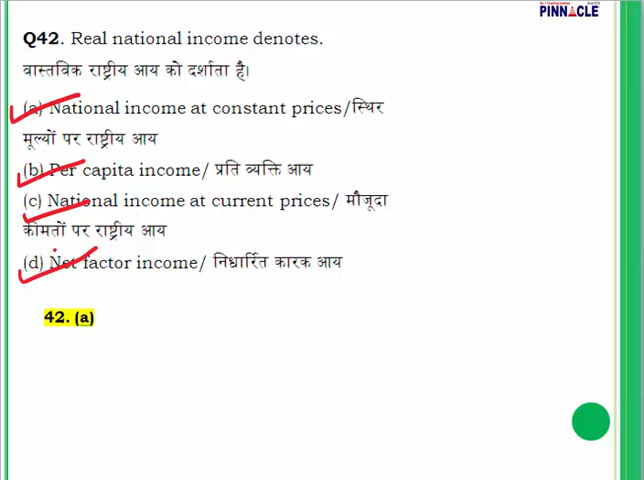 PINNACLE
Q42. Real national income denotes.
वास्तविक राष्ट्रीय आय को दर्शाता है।
(a) National income at constant prices/स्थिर
मूल्यों पर राष्ट्रीय आय
(b) Per capita income/ प्रति व्यक्ति आय
(c) National income at current prices/ मौजूदा
कीमतों पर राष्ट्रीय आय
(d) Net factor income/ निर्धारित कारक आय
42. (a)